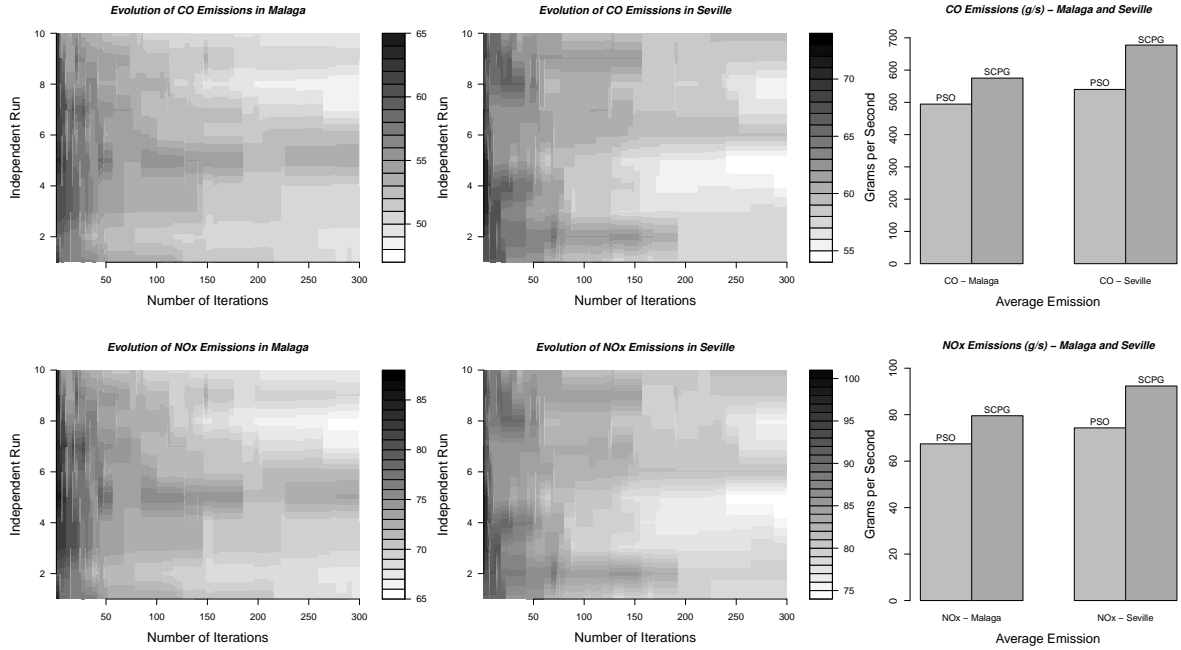 Evolution of CO Emissions in Malaga
Independent Run
10
8
6
4
2
50 100 150 200 250 300
Number of Iterations
65
60
55
50
Evolution of CO Emissions in Seville
10
8
6
4
2
50 100 150 200 250 300
Number of Iterations
70
65
60
55
CO Emissions (g/s) – Malaga and Seville
Grams per Second
700
600
500
400
300
200
100
0
PSO
SCPG
PSO
SCPG
CO – Malaga
CO – Seville
Average Emission
Independent Run
Evolution of NOx Emissions in Malaga
Independent Run
10
8
6
4
2
50 100 150 200 250 300
Number of Iterations
85
80
75
70
65
Evolution of NOx Emissions in Seville
Independent Run
10
8
6
4
2
50 100 150 200 250 300
Number of Iterations
100
95
90
85
80
75
NOx Emissions (g/s) – Malaga and Seville
Grams per Second
100
80
60
40
20
0
PSO
SCPG
PSO
SCPG
NOx – Malaga
NOx – Seville
Average Emission